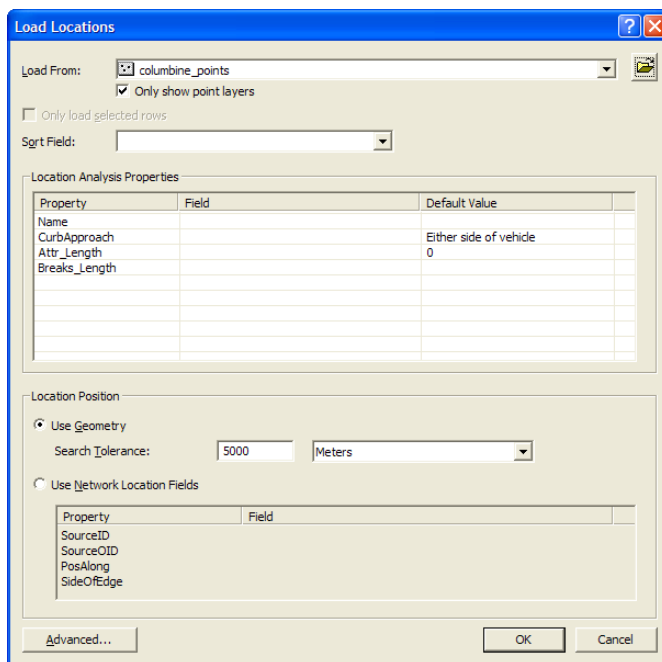 Load Locations
Load From: columbine_points
Only show point layers
Only load selected rows
Sort Field:
Location Analysis Properties
Property Field Default Value
Name
CurbApproach Either side of vehicle
Attr_Length 0
Breaks_Length
Location Position
Use Geometry
Search Tolerance: 5000 Meters
Use Network Location Fields
Property Field
SourceID
SourceOID
PosAlong
SideOfEdge
Advanced... OK Cancel